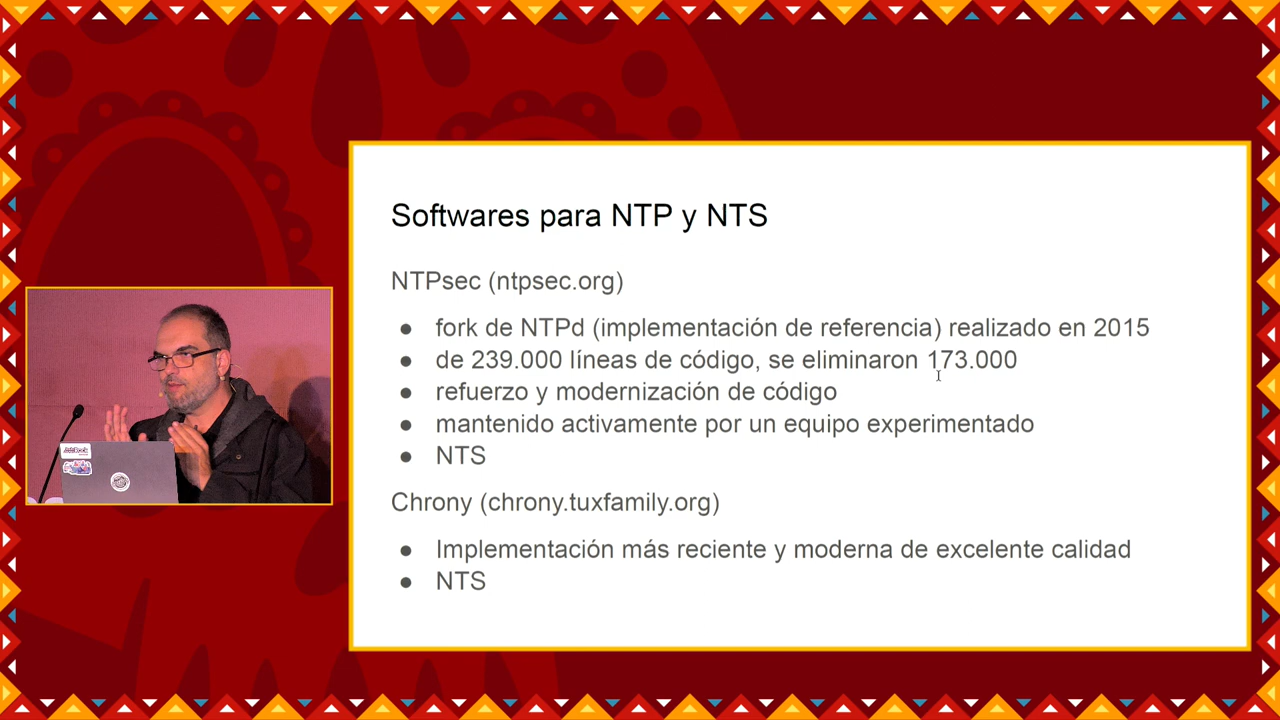 Softwares para NTP y NTS
NTPsec (ntpsec.org)
● fork de NTPd (implementación de referencia) realizado en 2015
● de 239.000 líneas de código, se eliminaron 173.000
● refuerzo y modernización de código
● mantenido activamente por un equipo experimentado
● NTS
Chrony (chrony.tuxfamily.org)
● Implementación más reciente y moderna de excelente calidad
● NTS